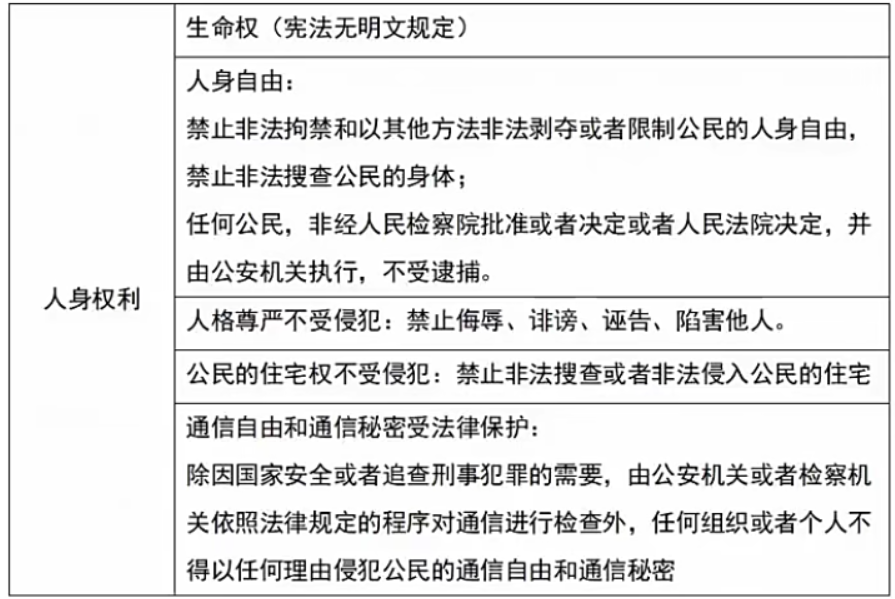 人身权利
生命权（宪法无明文规定）
人身自由：
禁止非法拘禁和以其他方法非法剥夺或者限制公民的人身自由，
禁止非法搜查公民的身体；
任何公民，非经人民检察院批准或者决定或者人民法院决定，并
由公安机关执行，不受逮捕。
人格尊严不受侵犯：禁止侮辱、诽谤、诬告、陷害他人。
公民的住宅权不受侵犯：禁止非法搜查或者非法侵入公民的住宅
通信自由和通信秘密受法律保护：
除因国家安全或者追查刑事犯罪的需要，由公安机关或者检察机
关依照法律规定的程序对通信进行检查外，任何组织或者个人不
得以任何理由侵犯公民的通信自由和通信秘密